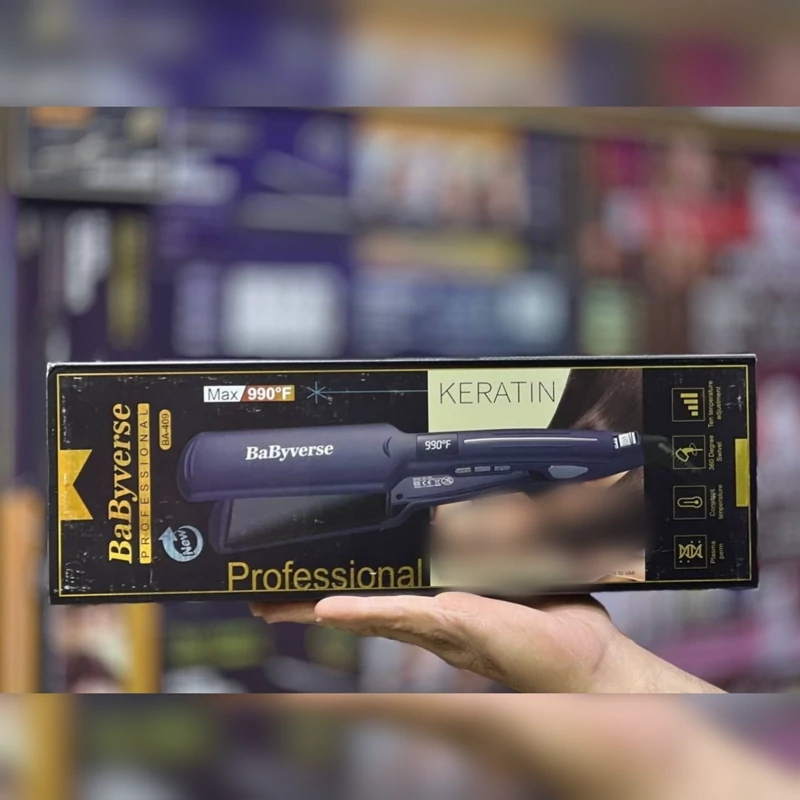 BaByverse
PROFESSIONAL
BA-409
Max 990°F
KERATIN
BaByverse
990°F
New
Professional
Ten temperature
adjustment
360 Degree
Swivel
Constant
temperature
Plasma
perm